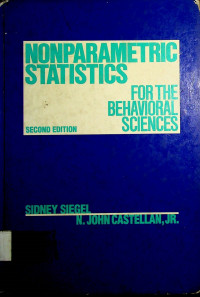 NONPARAMETRIC
STATISTICS
FOR THE
BEHAVIORAL
SCIENCES
SECOND EDITION
SIDNEY SIEGEL
N. JOHN CASTELLAN, JR.